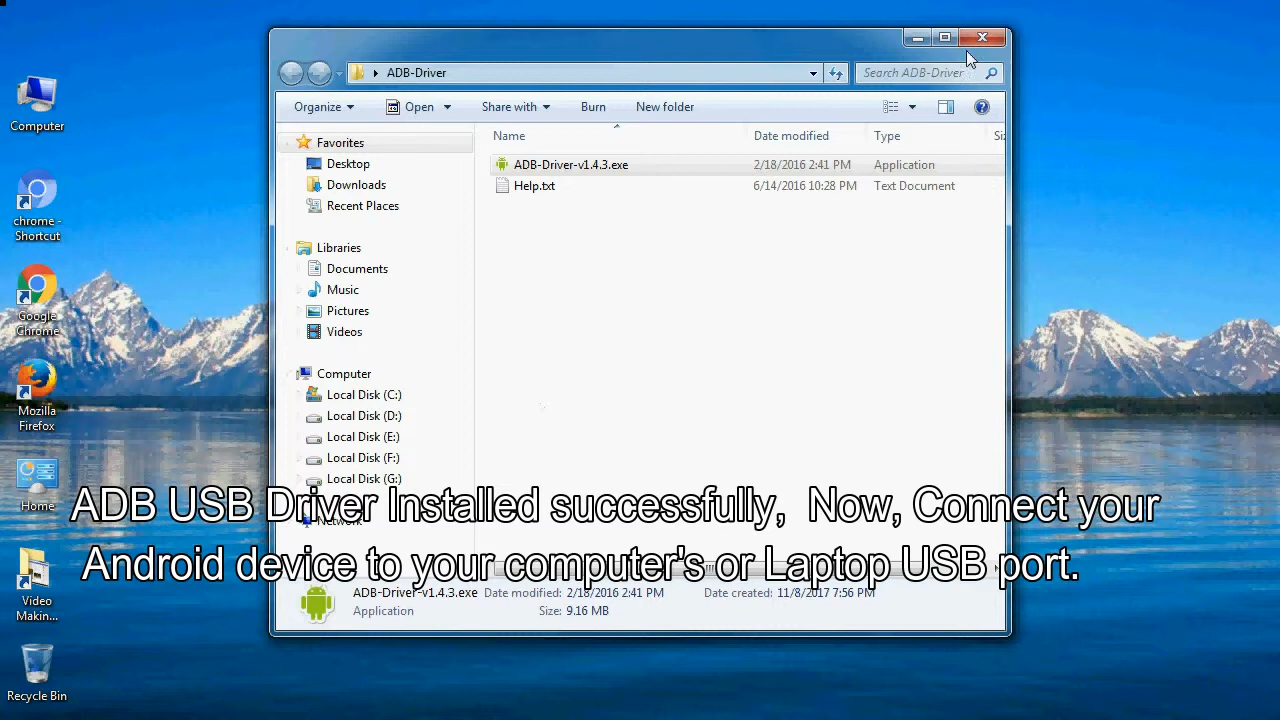 Computer
chrome -
Shortcut
Google
Chrome
Mozilla
Firefox
Home
Video
Makin...
Recycle Bin
ADB-Driver
Search ADB-Driver
Organize
Open
Share with
Burn
New folder
Favorites
Desktop
Downloads
Recent Places
Libraries
Documents
Music
Pictures
Videos
Computer
Local Disk (C:)
Local Disk (D:)
Local Disk (E:)
Local Disk (F:)
Local Disk (G:)
Network
Name Date modified Type Si
ADB-Driver-v1.4.3.exe 2/18/2016 2:41 PM Application
Help.txt 6/14/2016 10:28 PM Text Document
ADB USB Driver Installed successfully, Now, Connect your
Android device to your computer's or Laptop USB port.
ADB-Driver-v1.4.3.exe Date modified: 2/18/2016 2:41 PM Date created: 11/8/2017 7:56 PM
Application Size: 9.16 MB